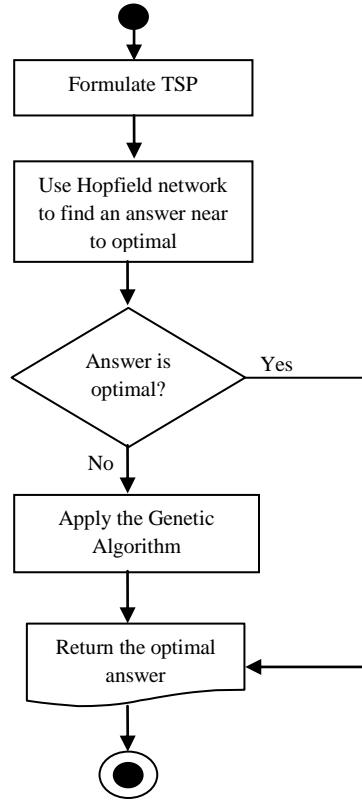 Formulate TSP
Use Hopfield network
to find an answer near
to optimal
Answer is
optimal?
Yes
No
Apply the Genetic
Algorithm
Return the optimal
answer